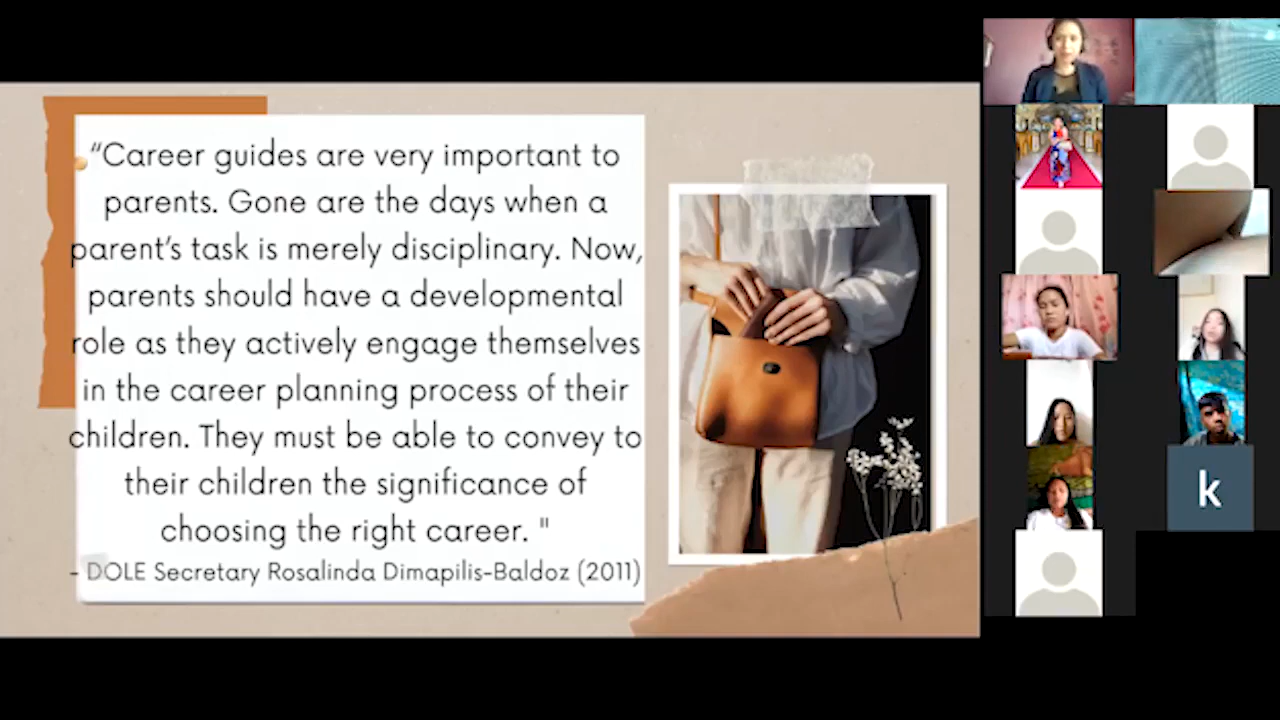 “Career guides are very important to
parents. Gone are the days when a
parent’s task is merely disciplinary. Now,
parents should have a developmental
role as they actively engage themselves
in the career planning process of their
children. They must be able to convey to
their children the significance of
choosing the right career. "
- DOLE Secretary Rosalinda Dimapilis-Baldoz (2011)
k